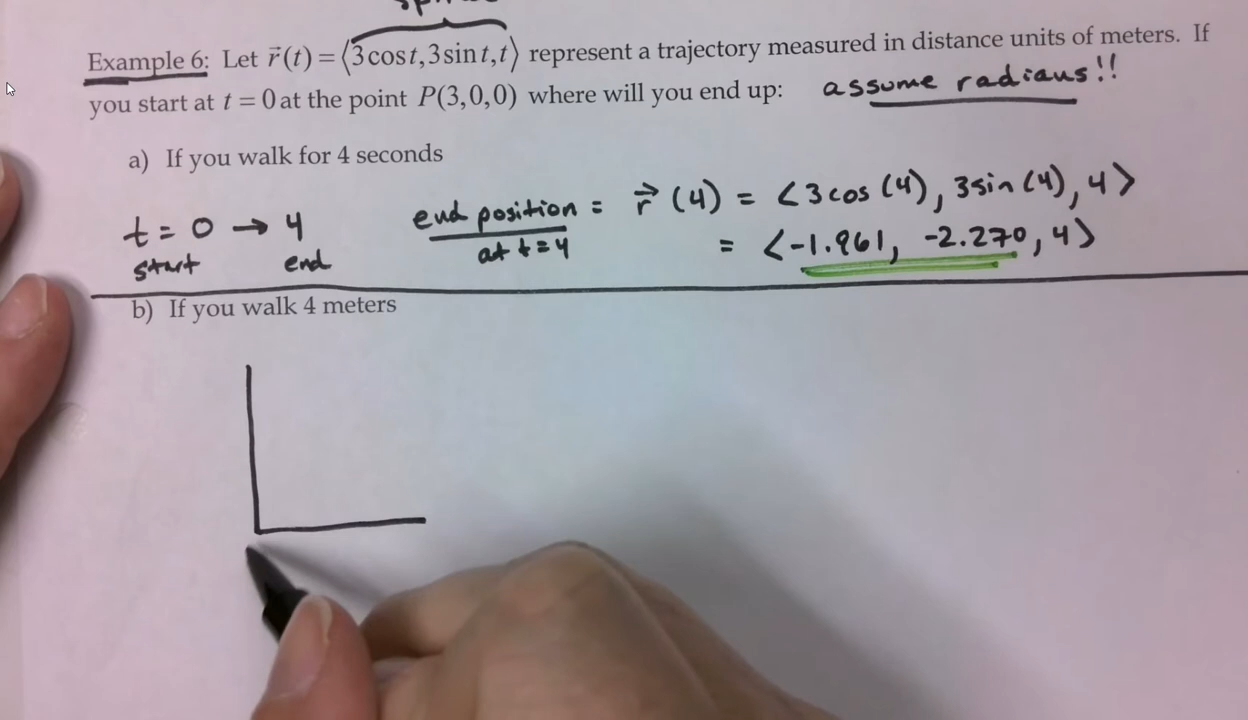 Example 6: Let r⃗(t) = ⟨3cost, 3sint, t⟩ represent a trajectory measured in distance units of meters. If
you start at t = 0 at the point P(3,0,0) where will you end up: assume radians!!
a) If you walk for 4 seconds
t = 0 → 4
start end
end position = r⃗(4) = <3cos(4), 3sin(4), 4>
at t=4
= <-1.961, -2.270, 4>
b) If you walk 4 meters